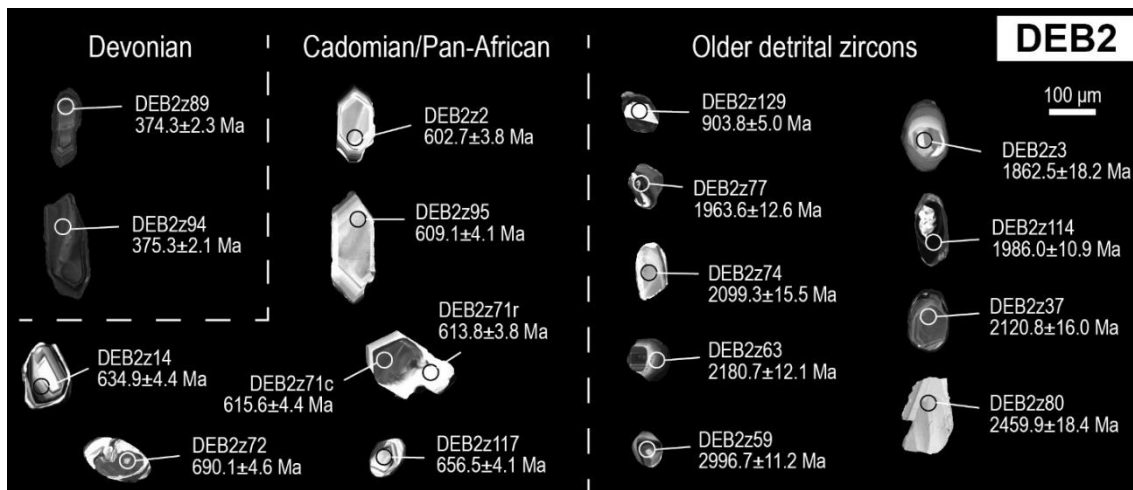 Devonian
Cadomian/Pan-African
Older detrital zircons
DEB2
100 µm
DEB2z89
374.3±2.3 Ma
DEB2z94
375.3±2.1 Ma
DEB2z2
602.7±3.8 Ma
DEB2z95
609.1±4.1 Ma
DEB2z71r
613.8±3.8 Ma
DEB2z14
634.9±4.4 Ma
DEB2z71c
615.6±4.4 Ma
DEB2z72
690.1±4.6 Ma
DEB2z117
656.5±4.1 Ma
DEB2z129
903.8±5.0 Ma
DEB2z77
1963.6±12.6 Ma
DEB2z74
2099.3±15.5 Ma
DEB2z63
2180.7±12.1 Ma
DEB2z59
2996.7±11.2 Ma
DEB2z3
1862.5±18.2 Ma
DEB2z114
1986.0±10.9 Ma
DEB2z37
2120.8±16.0 Ma
DEB2z80
2459.9±18.4 Ma